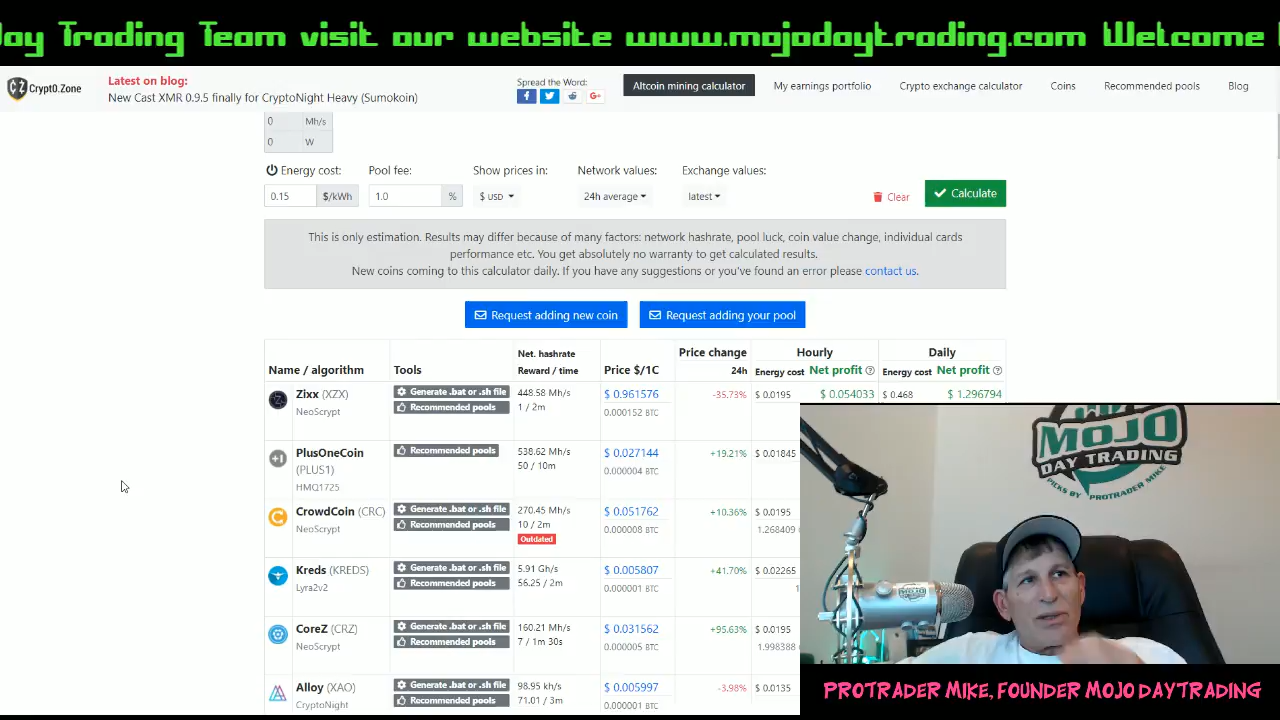 Day Trading Team visit our website www.mojodaytrading.com Welcome
CZ Crypt0.Zone
Latest on blog:
New Cast XMR 0.9.5 finally for CryptoNight Heavy (Sumokoin)
Spread the Word:
Altcoin mining calculator
My earnings portfolio
Crypto exchange calculator
Coins
Recommended pools
Blog
0 Mh/s
0 W
Energy cost: Pool fee: Show prices in: Network values: Exchange values:
0.15 $/kWh 1.0 % $ USD 24h average latest Clear Calculate
This is only estimation. Results may differ because of many factors: network hashrate, pool luck, coin value change, individual cards
performance etc. You get absolutely no warranty to get calculated results.
New coins coming to this calculator daily. If you have any suggestions or you've found an error please contact us.
Request adding new coin Request adding your pool
Name / algorithm Tools Net. hashrate Reward / time Price $/1C Price change 24h Hourly Energy cost Net profit Daily Energy cost Net profit
Zixx (XZX) Generate .bat or .sh file 448.58 Mh/s $ 0.961576 -35.73% $ 0.0195 $ 0.054033 $ 0.468 $ 1.296794
NeoScrypt Recommended pools 1 / 2m 0.000152 BTC
PlusOneCoin Recommended pools 538.62 Mh/s $ 0.027144 +19.21% $ 0.01845
(PLUS1) 50 / 10m 0.000004 BTC
HMQ1725
CrowdCoin (CRC) Generate .bat or .sh file 270.45 Mh/s $ 0.051762 +10.36% $ 0.0195
NeoScrypt Recommended pools 10 / 2m 0.000008 BTC 1.268409
Outdated
Kreds (KREDS) Generate .bat or .sh file 5.91 Gh/s $ 0.005807 +41.70% $ 0.02265
Lyra2v2 Recommended pools 56.25 / 2m 0.000001 BTC
CoreZ (CRZ) Generate .bat or .sh file 160.21 Mh/s $ 0.031562 +95.63% $ 0.0195
NeoScrypt Recommended pools 7 / 1m 30s 0.000005 BTC 1.998388
Alloy (XAO) Generate .bat or .sh file 98.95 kh/s $ 0.005997 -3.98% $ 0.0135
CryptoNight Recommended pools 71.01 / 3m 0.000001 BTC
MOJO
DAY TRADING
PICKS BY PROTRADER MIKE
MOJO
PROTRADER MIKE, FOUNDER MOJO DAYTRADING